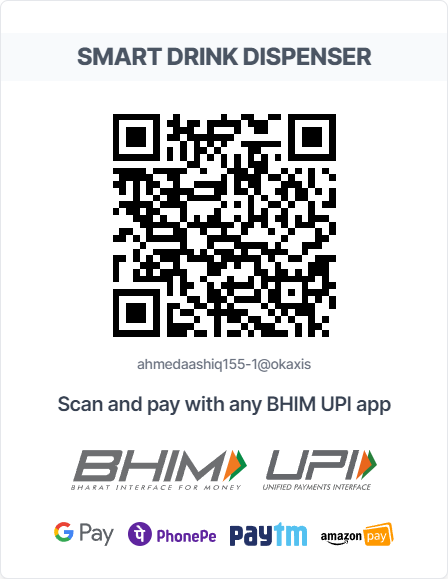 SMART DRINK DISPENSER
ahmedaashiq155-1@okaxis
Scan and pay with any BHIM UPI app
BHIM UPI
BHARAT INTERFACE FOR MONEY UNIFIED PAYMENTS INTERFACE
G Pay PhonePe Paytm amazon pay